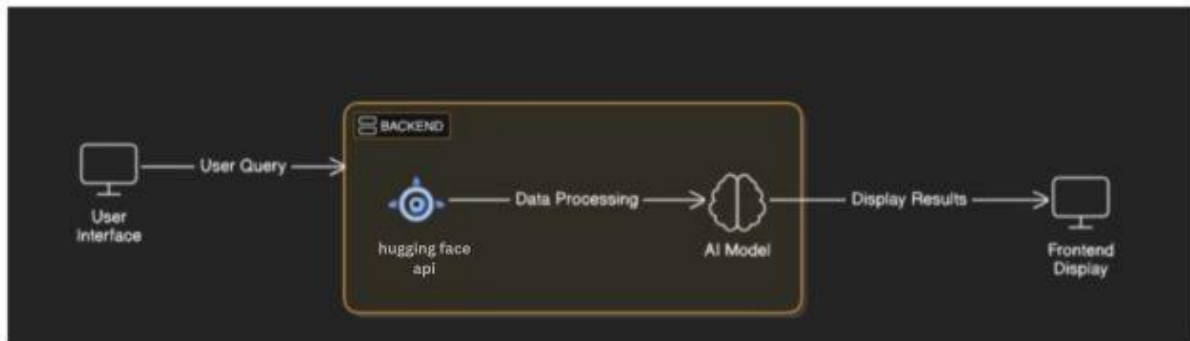 BACKEND
User Query
Data Processing
Display Results
User
Interface
hugging face
api
AI Model
Frontend
Display